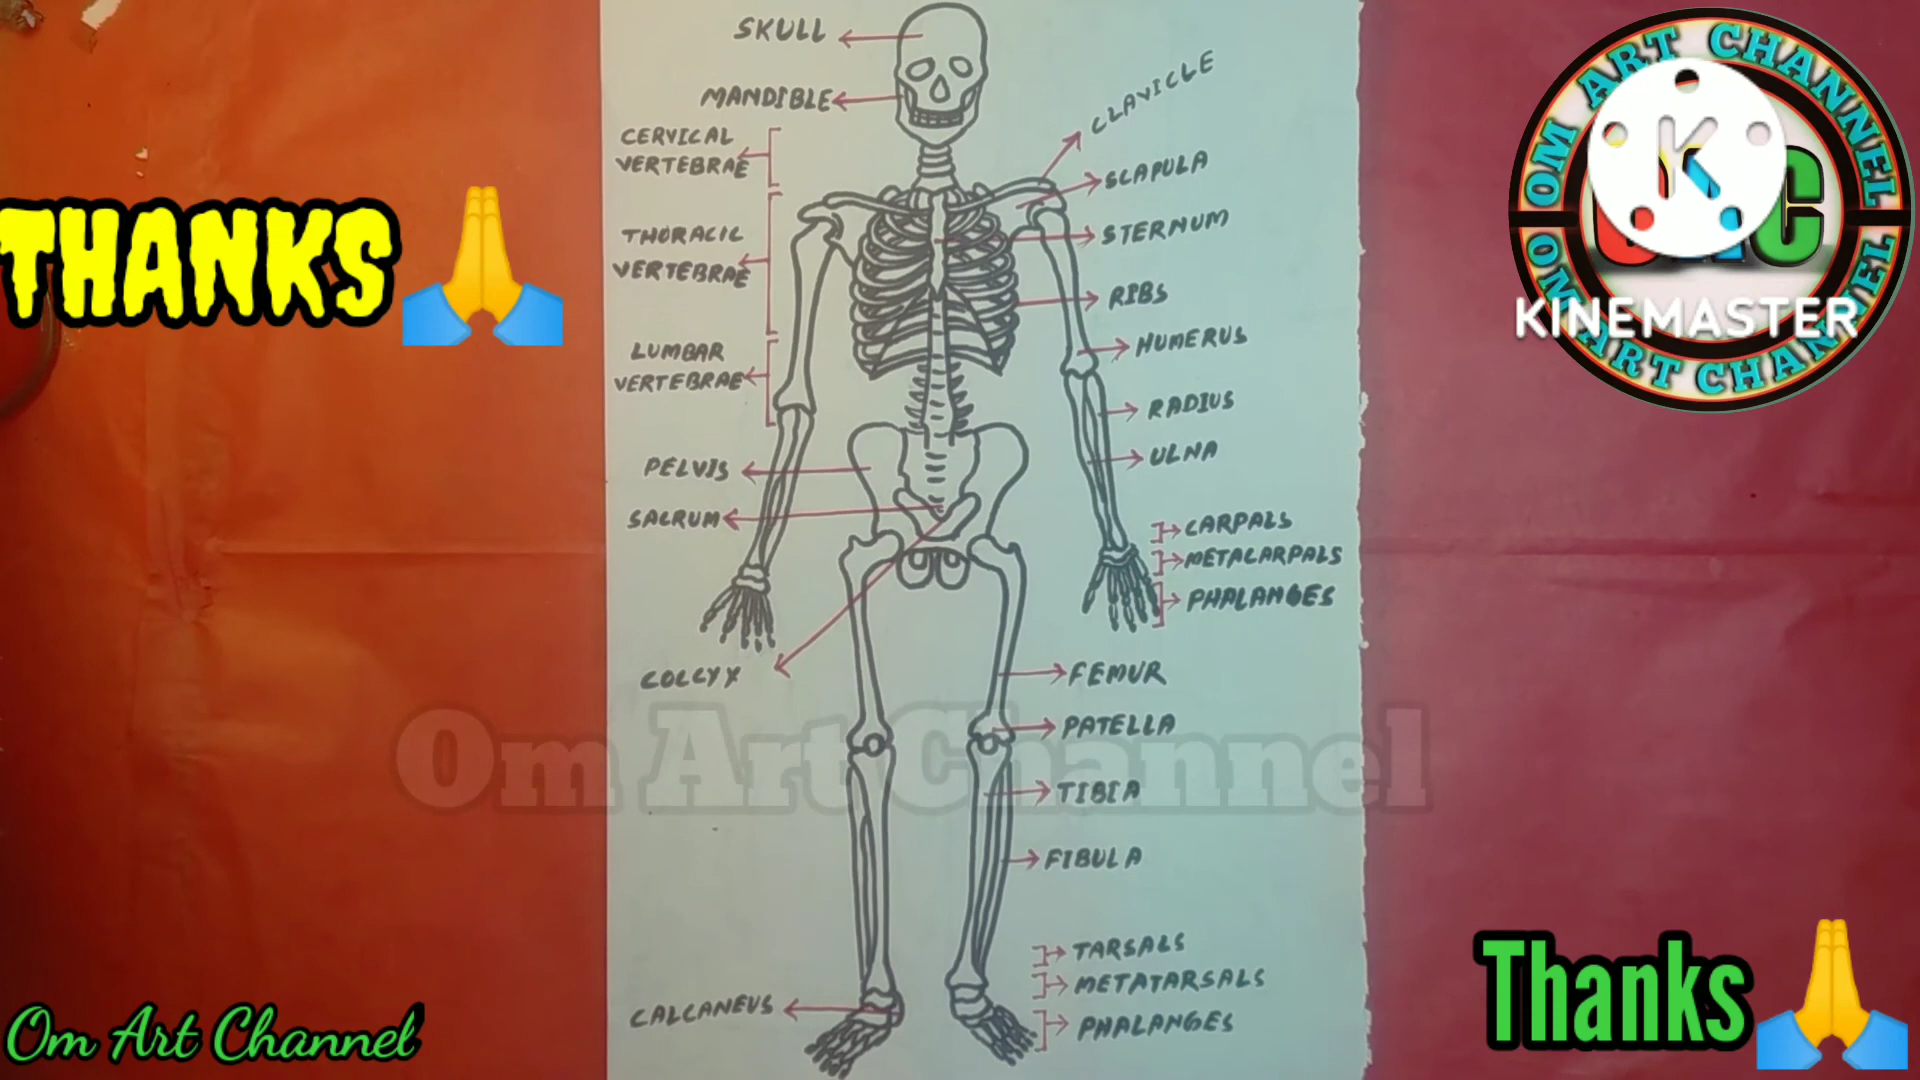 SKULL
MANDIBLE
CERVICAL
VERTEBRAE
THORACIC
VERTEBRAE
LUMBAR
VERTEBRAE
PELVIS
SACRUM
COCCYX
CALCANEUS
CLAVICLE
SCAPULA
STERNUM
RIBS
HUMERUS
RADIUS
ULNA
CARPALS
METACARPALS
PHALANGES
FEMUR
PATELLA
TIBIA
FIBULA
TARSALS
METATARSALS
PHALANGES
THANKS🙏
Om Art Channel
Om Art Channel
OM ART CHANNEL
K
C
KINEMASTER
OM ART CHANNEL
Thanks🙏